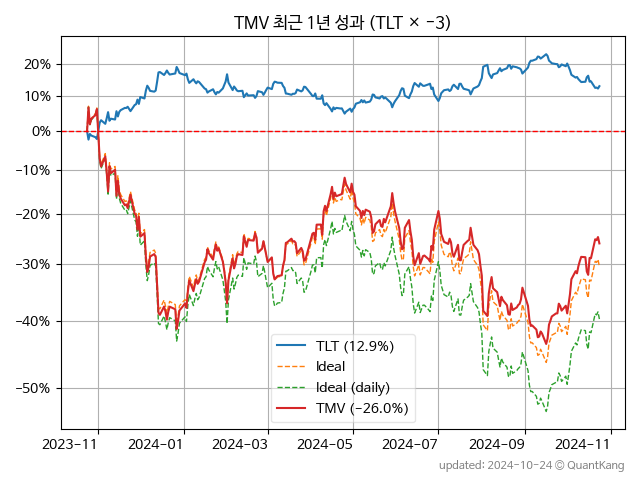 TMV 최근 1년 성과 (TLT × −3)
20%
10%
0%
−10%
−20%
−30%
−40%
−50%
TLT (12.9%)
Ideal
Ideal (daily)
TMV (−26.0%)
2023-11 2024-01 2024-03 2024-05 2024-07 2024-09 2024-11
updated: 2024-10-24 © QuantKang